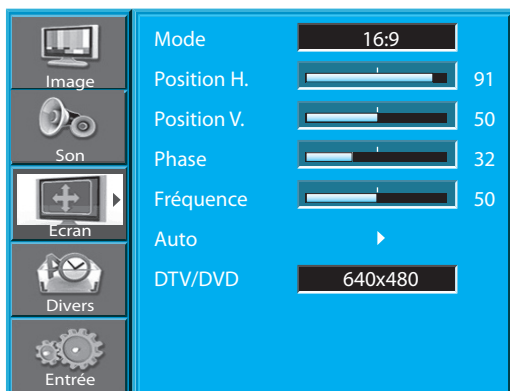 Image
Son
Ecran
Divers
Entrée
Mode 16:9
Position H. 91
Position V. 50
Phase 32
Fréquence 50
Auto
DTV/DVD 640x480